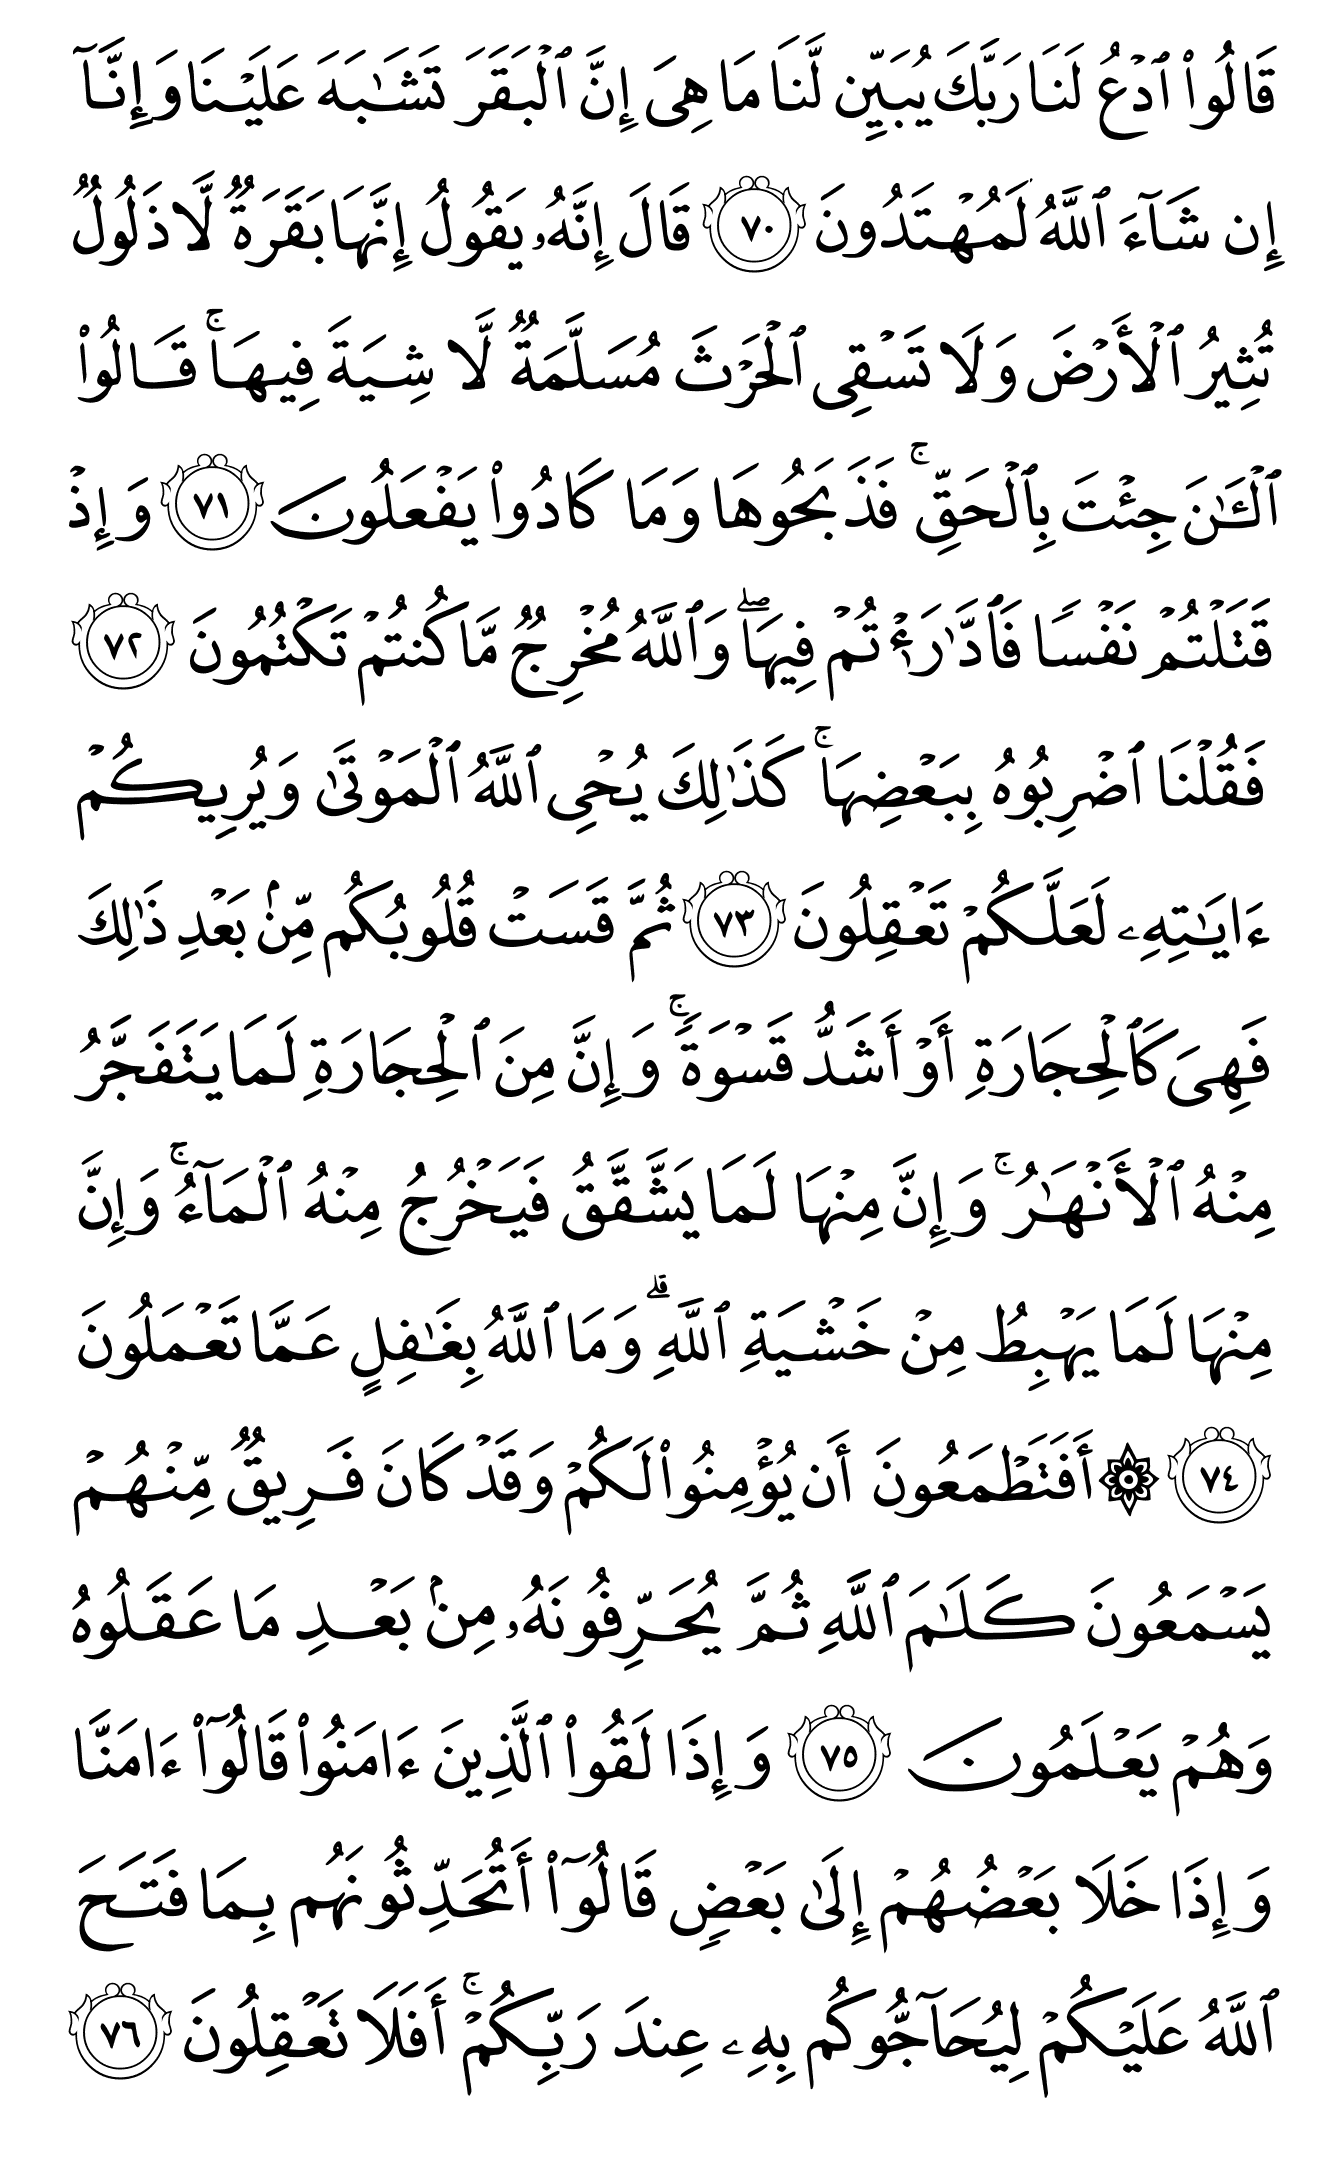 قَالُوا۟ ٱدْعُ لَنَا رَبَّكَ يُبَيِّن لَّنَا مَا هِىَ إِنَّ ٱلْبَقَرَ تَشَـٰبَهَ عَلَيْنَا وَإِنَّآ
إِن شَآءَ ٱللَّهُ لَمُهْتَدُونَ ٧٠ قَالَ إِنَّهُۥ يَقُولُ إِنَّهَا بَقَرَةٌ لَّا ذَلُولٌ
تُثِيرُ ٱلْأَرْضَ وَلَا تَسْقِى ٱلْحَرْثَ مُسَلَّمَةٌ لَّا شِيَةَ فِيهَا ۚ قَالُوا۟
ٱلْـَٔـٰنَ جِئْتَ بِٱلْحَقِّ ۚ فَذَبَحُوهَا وَمَا كَادُوا۟ يَفْعَلُونَ ٧١ وَإِذْ
قَتَلْتُمْ نَفْسًا فَٱدَّٰرَْٰٔتُمْ فِيهَا ۖ وَٱللَّهُ مُخْرِجٌ مَّا كُنتُمْ تَكْتُمُونَ ٧٢
فَقُلْنَا ٱضْرِبُوهُ بِبَعْضِهَا ۚ كَذَٰلِكَ يُحْىِ ٱللَّهُ ٱلْمَوْتَىٰ وَيُرِيكُمْ
ءَايَـٰتِهِۦ لَعَلَّكُمْ تَعْقِلُونَ ٧٣ ثُمَّ قَسَتْ قُلُوبُكُم مِّنۢ بَعْدِ ذَٰلِكَ
فَهِىَ كَٱلْحِجَارَةِ أَوْ أَشَدُّ قَسْوَةً ۚ وَإِنَّ مِنَ ٱلْحِجَارَةِ لَمَا يَتَفَجَّرُ
مِنْهُ ٱلْأَنْهَـٰرُ ۚ وَإِنَّ مِنْهَا لَمَا يَشَّقَّقُ فَيَخْرُجُ مِنْهُ ٱلْمَآءُ ۚ وَإِنَّ
مِنْهَا لَمَا يَهْبِطُ مِنْ خَشْيَةِ ٱللَّهِ ۗ وَمَا ٱللَّهُ بِغَـٰفِلٍ عَمَّا تَعْمَلُونَ
٧٤ ۞ أَفَتَطْمَعُونَ أَن يُؤْمِنُوا۟ لَكُمْ وَقَدْ كَانَ فَرِيقٌ مِّنْهُمْ
يَسْمَعُونَ كَلَـٰمَ ٱللَّهِ ثُمَّ يُحَرِّفُونَهُۥ مِنۢ بَعْدِ مَا عَقَلُوهُ
وَهُمْ يَعْلَمُونَ ٧٥ وَإِذَا لَقُوا۟ ٱلَّذِينَ ءَامَنُوا۟ قَالُوٓا۟ ءَامَنَّا
وَإِذَا خَلَا بَعْضُهُمْ إِلَىٰ بَعْضٍ قَالُوٓا۟ أَتُحَدِّثُونَهُم بِمَا فَتَحَ
ٱللَّهُ عَلَيْكُمْ لِيُحَآجُّوكُم بِهِۦ عِندَ رَبِّكُمْ ۚ أَفَلَا تَعْقِلُونَ ٧٦